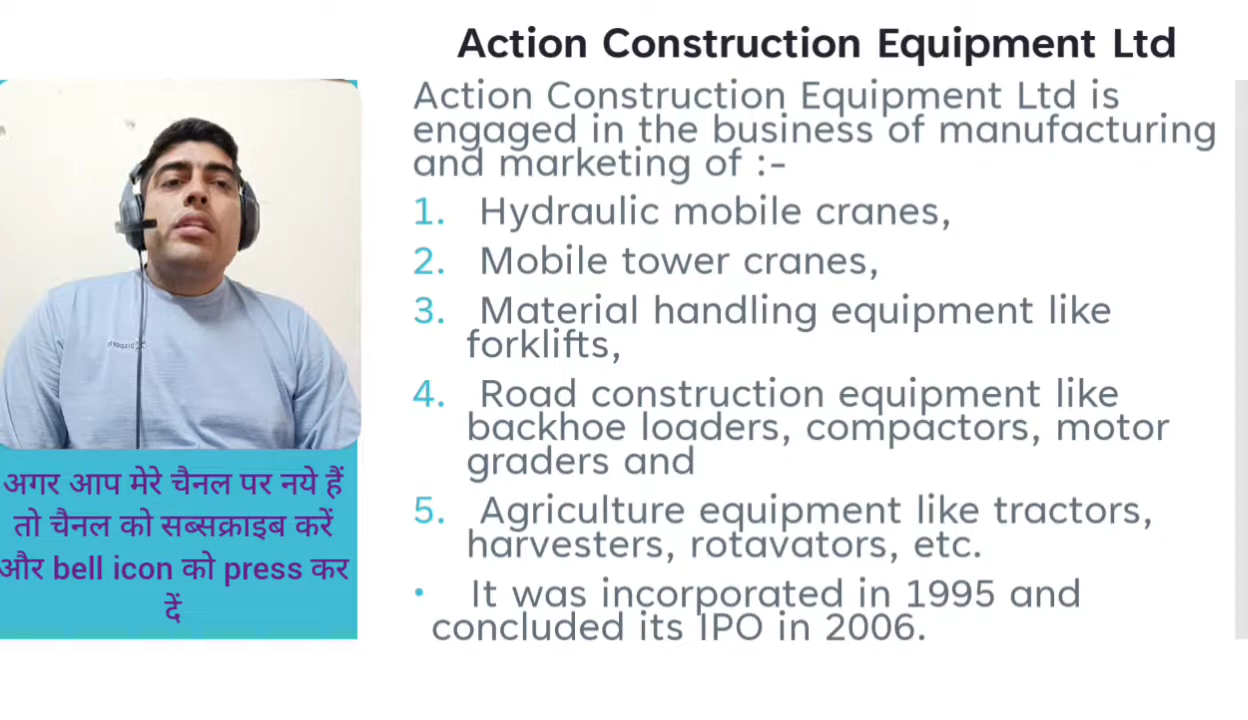 Action Construction Equipment Ltd
Action Construction Equipment Ltd is
engaged in the business of manufacturing
and marketing of :-
1. Hydraulic mobile cranes,
2. Mobile tower cranes,
3. Material handling equipment like
forklifts,
4. Road construction equipment like
backhoe loaders, compactors, motor
graders and
5. Agriculture equipment like tractors,
harvesters, rotavators, etc.
• It was incorporated in 1995 and
concluded its IPO in 2006.
अगर आप मेरे चैनल पर नये हैं
तो चैनल को सब्सक्राइब करें
और bell icon को press कर
दें